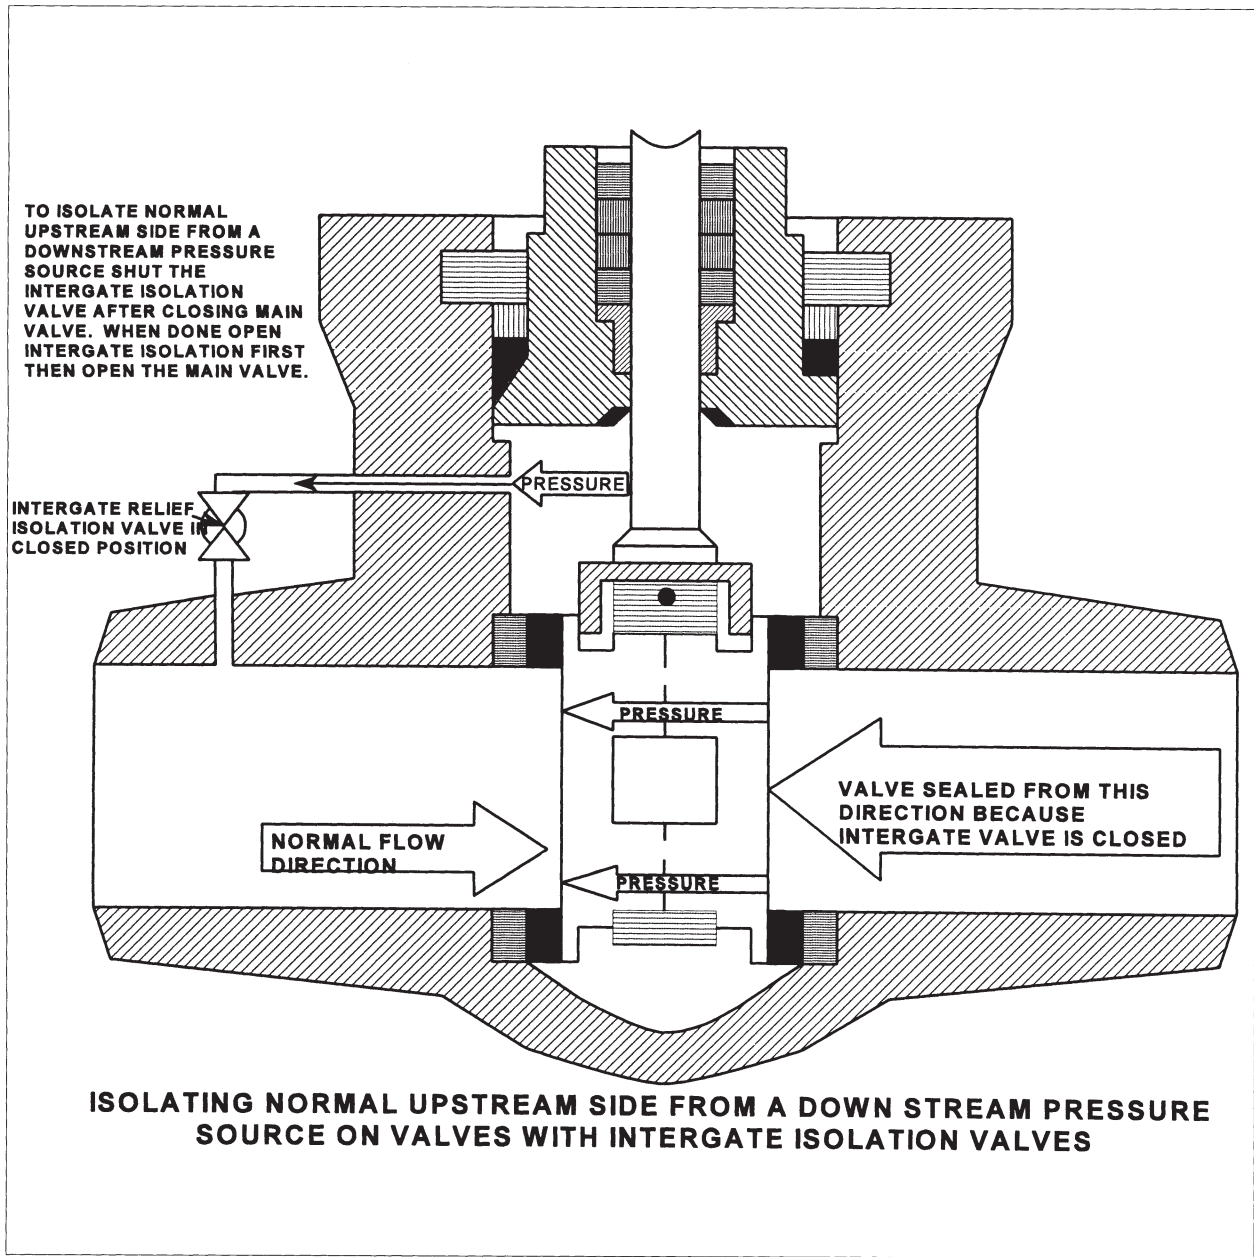 TO ISOLATE NORMAL
UPSTREAM SIDE FROM A
DOWNSTREAM PRESSURE
SOURCE SHUT THE
INTERGATE ISOLATION
VALVE AFTER CLOSING MAIN
VALVE. WHEN DONE OPEN
INTERGATE ISOLATION FIRST
THEN OPEN THE MAIN VALVE.
PRESSURE
INTERGATE RELIEF
ISOLATION VALVE IN
CLOSED POSITION
PRESSURE
VALVE SEALED FROM THIS
DIRECTION BECAUSE
INTERGATE VALVE IS CLOSED
NORMAL FLOW
DIRECTION
PRESSURE
ISOLATING NORMAL UPSTREAM SIDE FROM A DOWN STREAM PRESSURE
SOURCE ON VALVES WITH INTERGATE ISOLATION VALVES